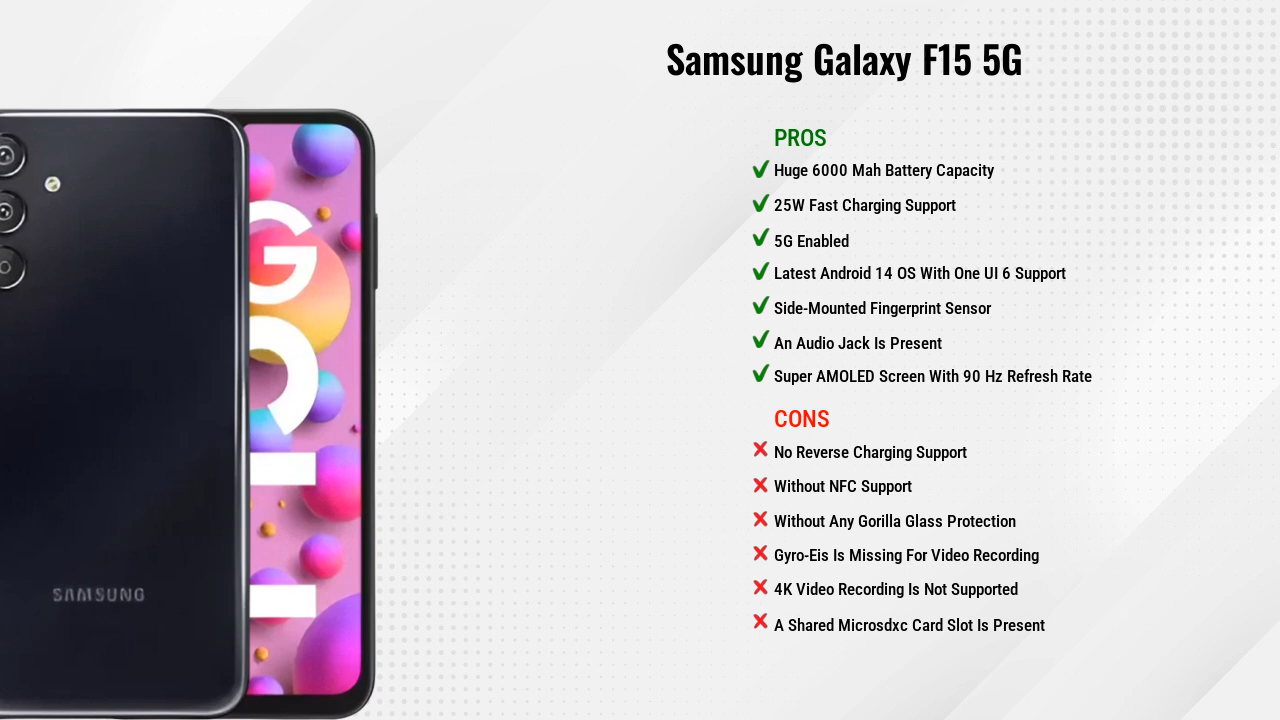 Samsung Galaxy F15 5G
PROS
Huge 6000 Mah Battery Capacity
25W Fast Charging Support
5G Enabled
Latest Android 14 OS With One UI 6 Support
Side-Mounted Fingerprint Sensor
An Audio Jack Is Present
Super AMOLED Screen With 90 Hz Refresh Rate
CONS
No Reverse Charging Support
Without NFC Support
Without Any Gorilla Glass Protection
Gyro-Eis Is Missing For Video Recording
4K Video Recording Is Not Supported
A Shared Microsdxc Card Slot Is Present
SAMSUNG